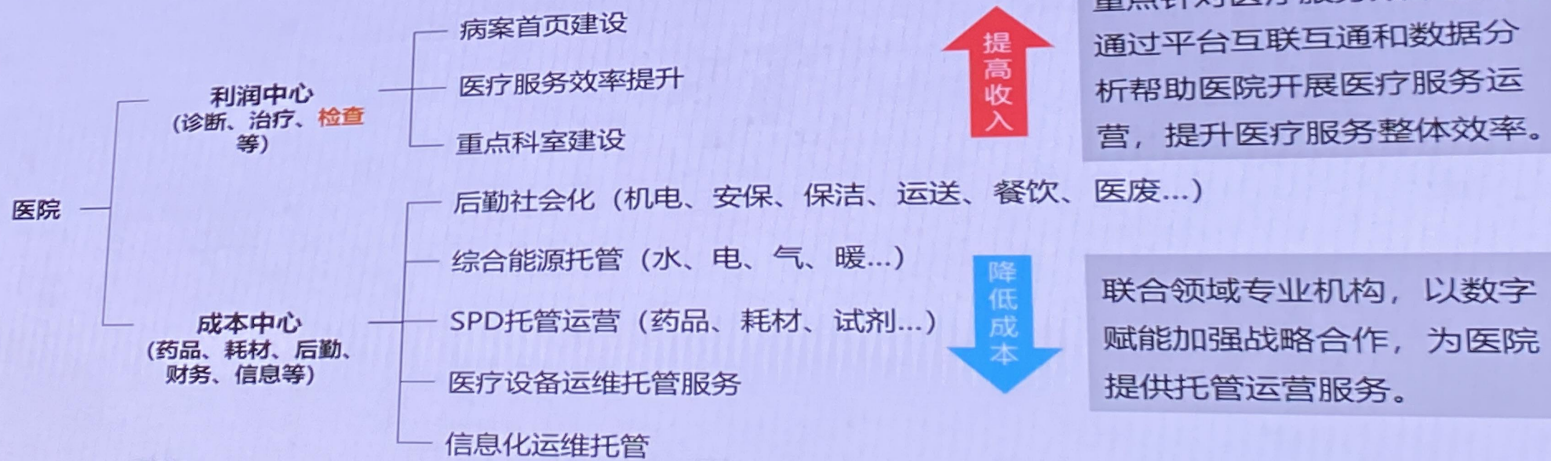 病案首页建设
医疗服务效率提升
重点科室建设
利润中心
(诊断、治疗、检查
等)
提高收入
通过平台互联互通和数据分
析帮助医院开展医疗服务运
营，提升医疗服务整体效率。
医院
后勤社会化（机电、安保、保洁、运送、餐饮、医废...）
综合能源托管（水、电、气、暖...）
SPD托管运营（药品、耗材、试剂...）
医疗设备运维托管服务
信息化运维托管
成本中心
(药品、耗材、后勤、
财务、信息等)
降低成本
联合领域专业机构，以数字
赋能加强战略合作，为医院
提供托管运营服务。